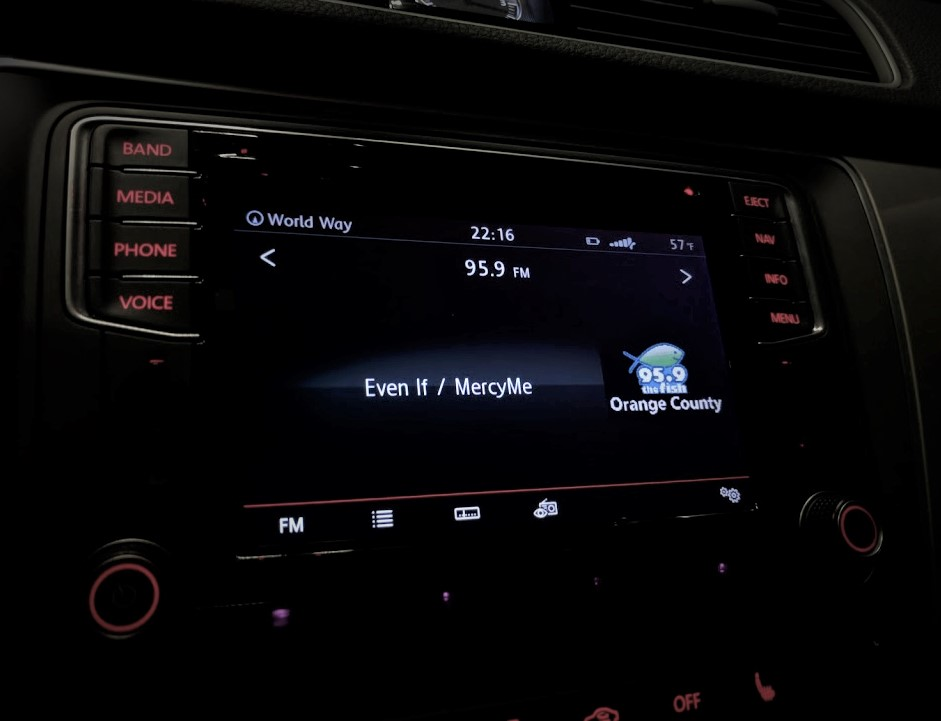 BAND
MEDIA
PHONE
VOICE
World Way
22:16
57°F
95.9 FM
Even If / MercyMe
95.9
the fish
Orange County
FM
EJECT
NAV
INFO
MENU
OFF